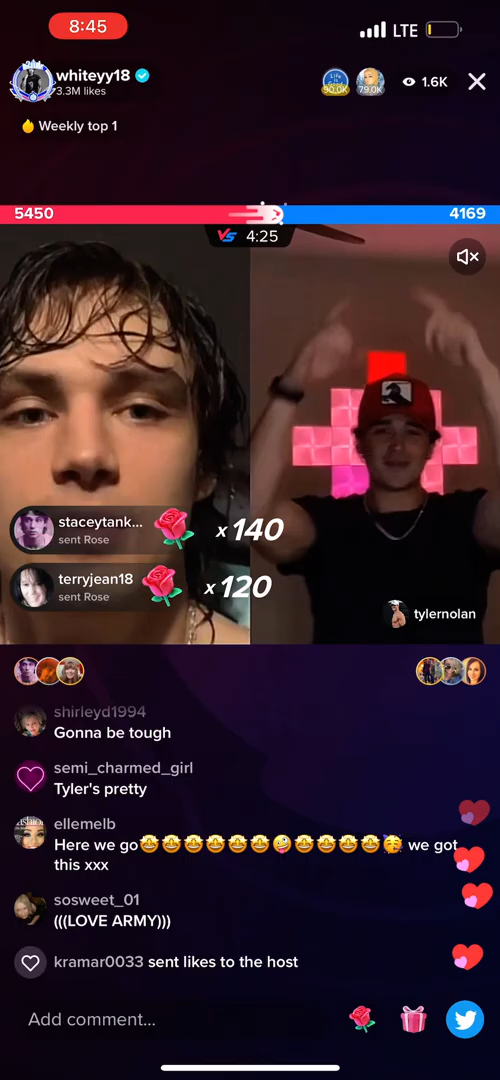 8:45
LTE
whiteyy18
3.3M likes
90.0K
79.0K
1.6K
Weekly top 1
5450
4169
VS 4:25
staceytank...
sent Rose
x140
terryjean18
sent Rose
x120
tylernolan
shirleyd1994
Gonna be tough
semi_charmed_girl
Tyler's pretty
ellemelb
Here we go🤩🤩🤩🤩🤩🤩🤪🤩🤩🤩🤩🥳 we got
this xxx
sosweet_01
(((LOVE ARMY)))
kramar0033 sent likes to the host
Add comment...